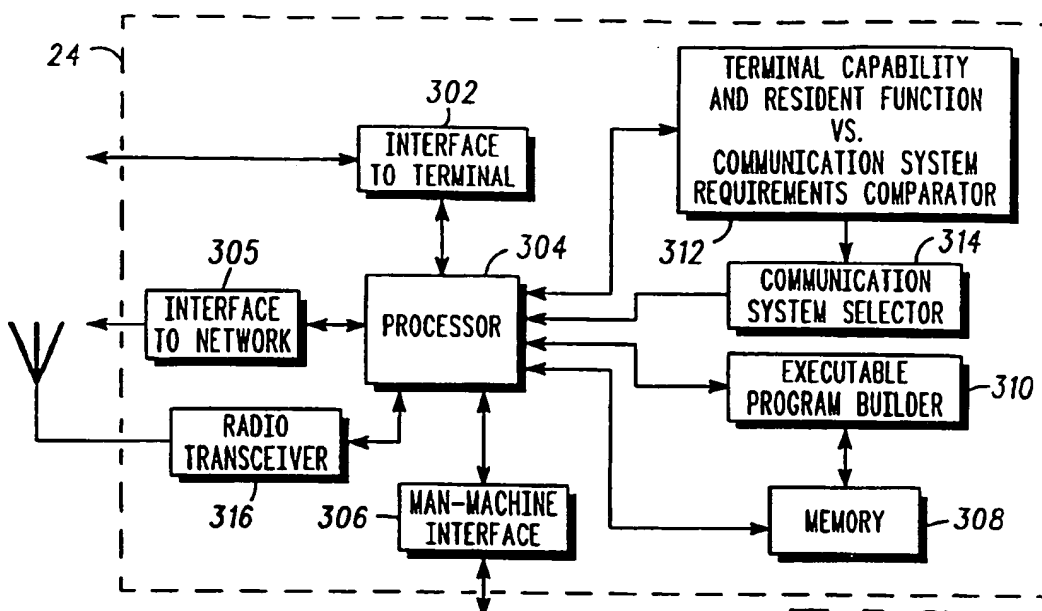 24
302
INTERFACE
TO TERMINAL
TERMINAL CAPABILITY
AND RESIDENT FUNCTION
VS.
COMMUNICATION SYSTEM
REQUIREMENTS COMPARATOR
312
314
304
305
INTERFACE
TO NETWORK
PROCESSOR
COMMUNICATION
SYSTEM SELECTOR
EXECUTABLE
PROGRAM BUILDER
310
RADIO
TRANSCEIVER
316
306
MAN-MACHINE
INTERFACE
MEMORY
308